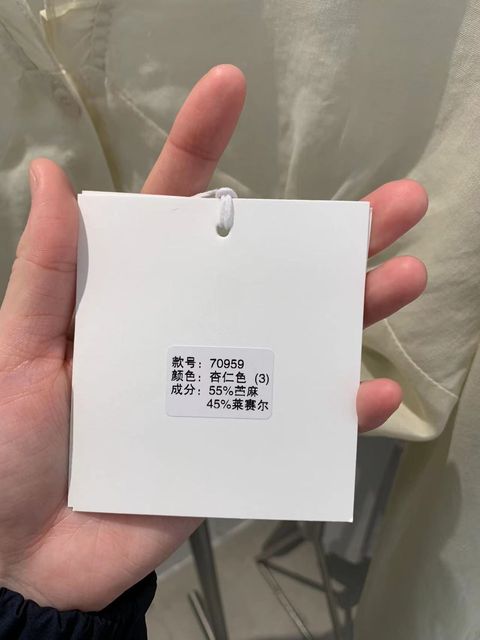 款号：70959
颜色：杏仁色 (3)
成分：55%苎麻
45%莱赛尔